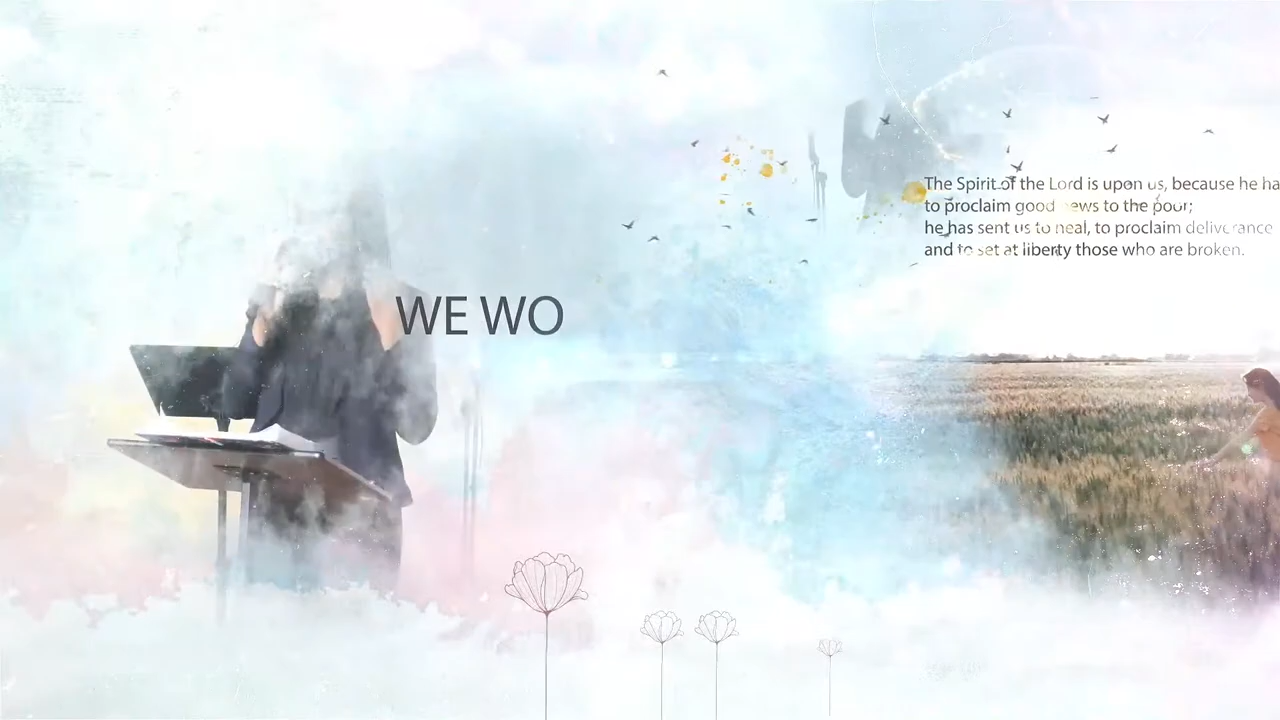 WE WO
The Spirit of the Lord is upon us, because he ha
to proclaim good news to the poor;
he has sent us to heal, to proclaim deliverance
and to set at liberty those who are broken.